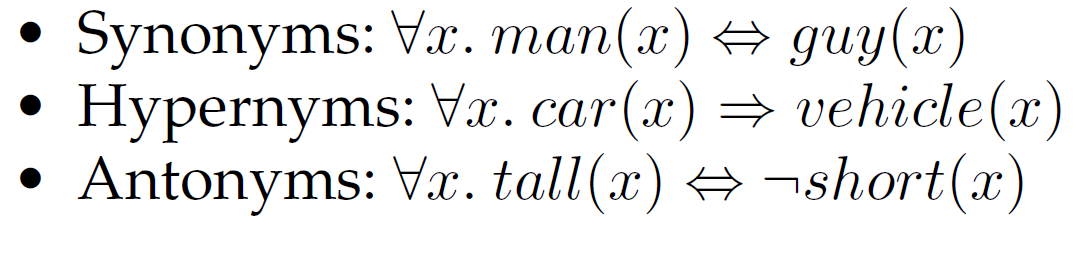 • Synonyms: ∀x. man(x) ⇔ guy(x)
• Hypernyms: ∀x. car(x) ⇒ vehicle(x)
• Antonyms: ∀x. tall(x) ⇔ ¬short(x)